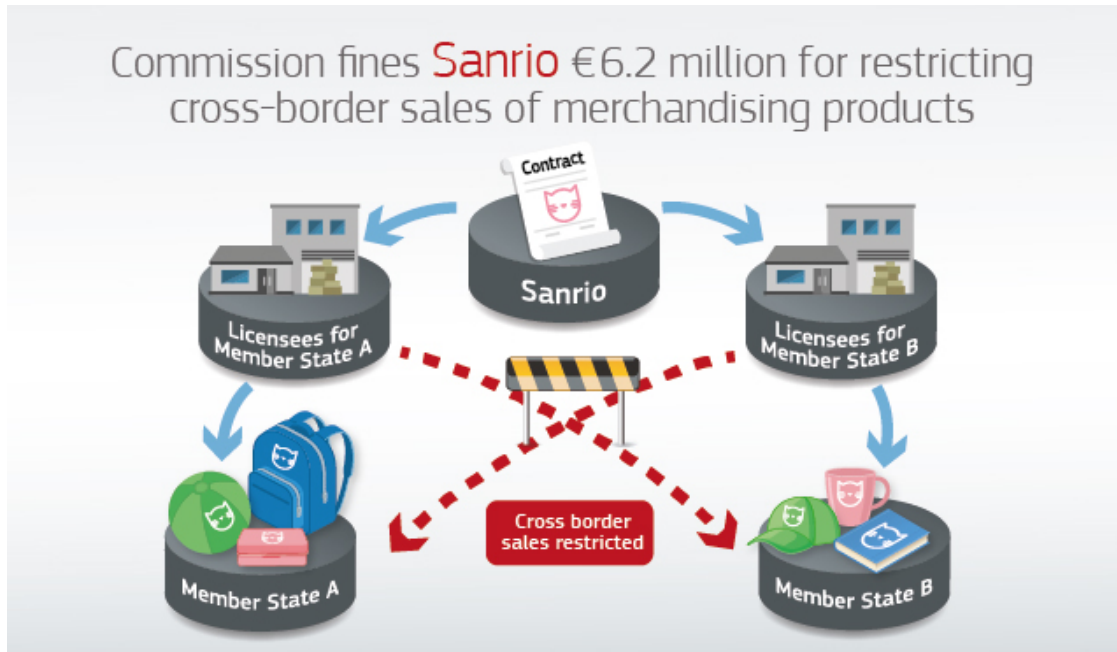 Commission fines Sanrio €6.2 million for restricting
cross-border sales of merchandising products
Contract
Sanrio
Licensees for
Member State A
Licensees for
Member State B
Cross border
sales restricted
Member State A
Member State B